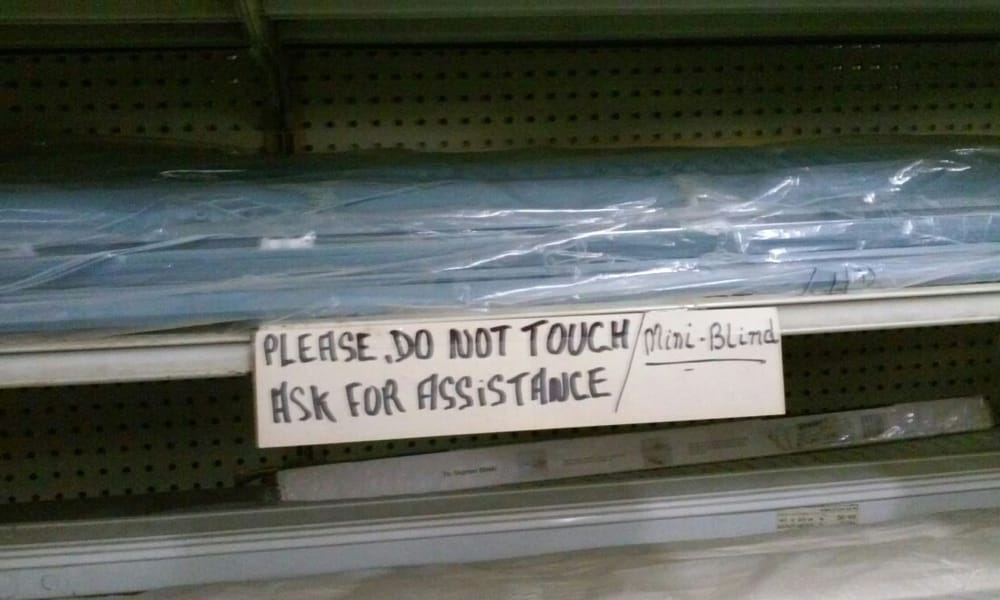 PLEASE. DO NOT TOUCH / Mini-Blind
ASK FOR ASSiSTANCE